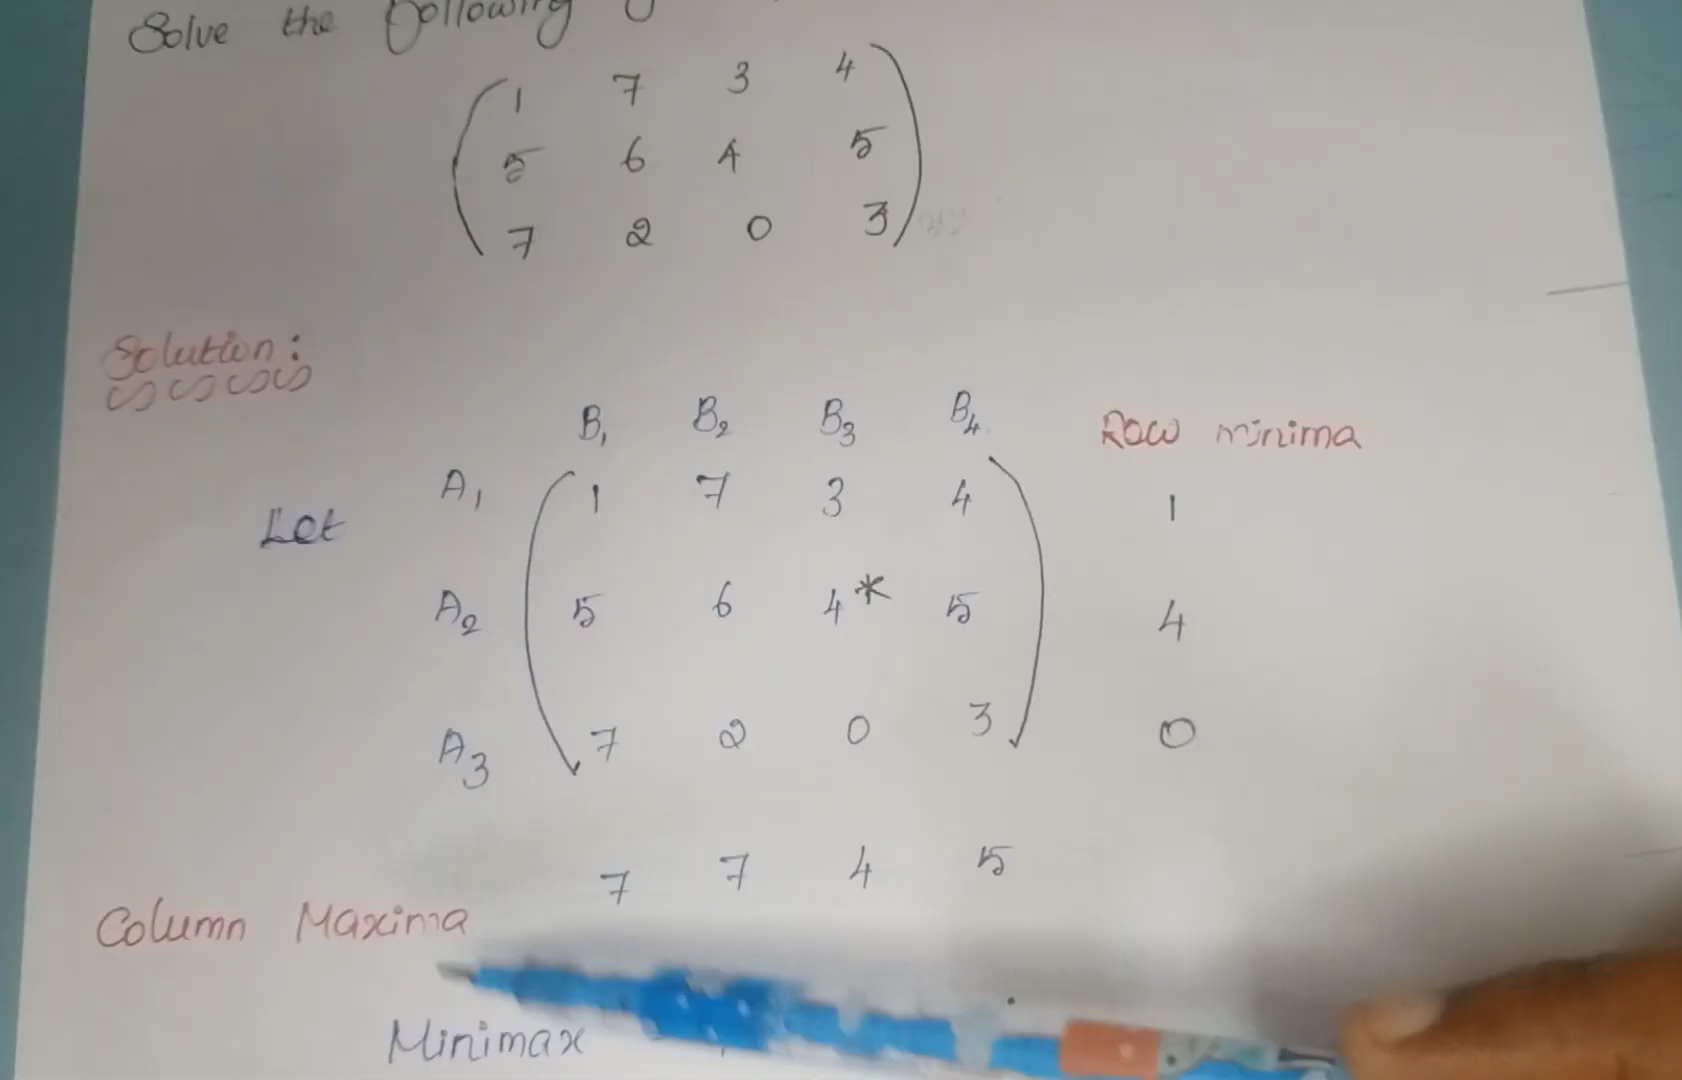 Solve the following
1 7 3 4
5 6 4 5
7 2 0 3
Solution:
B₁ B₂ B₃ B₄ Row minima
A₁ 1 7 3 4 1
Let
A₂ 5 6 4* 5 4
A₃ 7 2 0 3 0
7 7 4 5
Column Maxima
Minimax